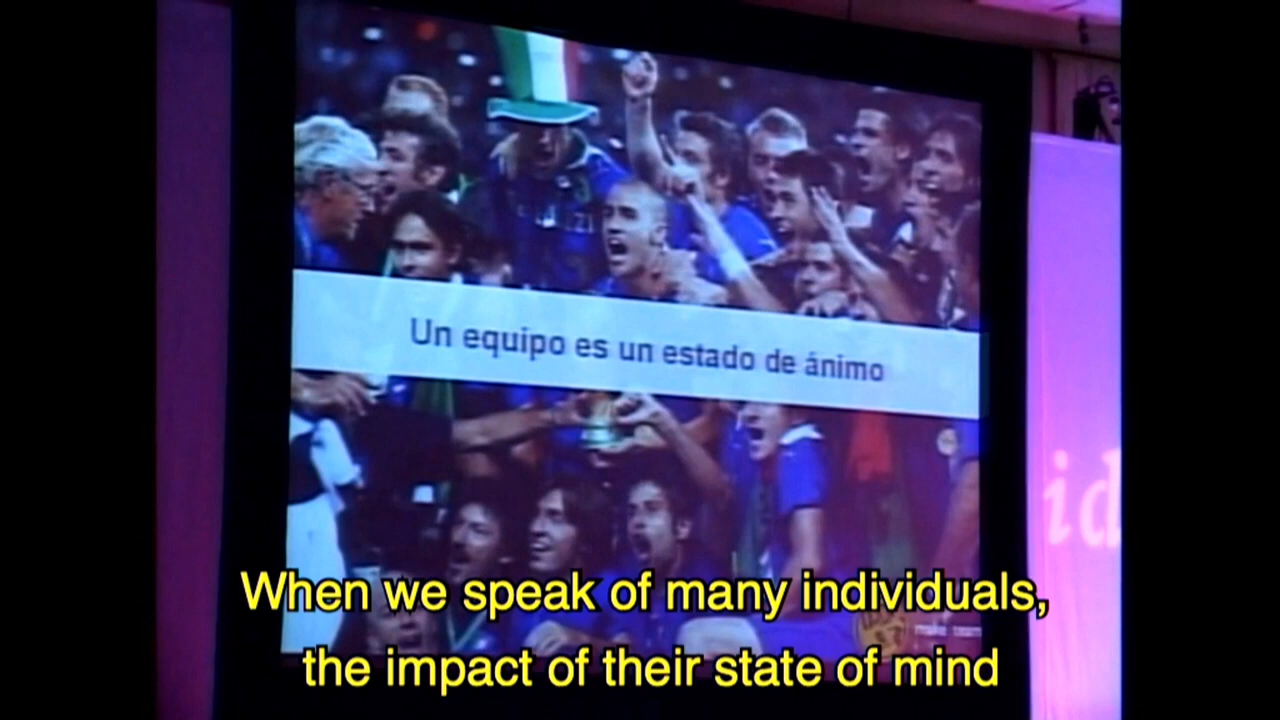 Un equipo es un estado de ánimo
id
When we speak of many individuals,
the impact of their state of mind